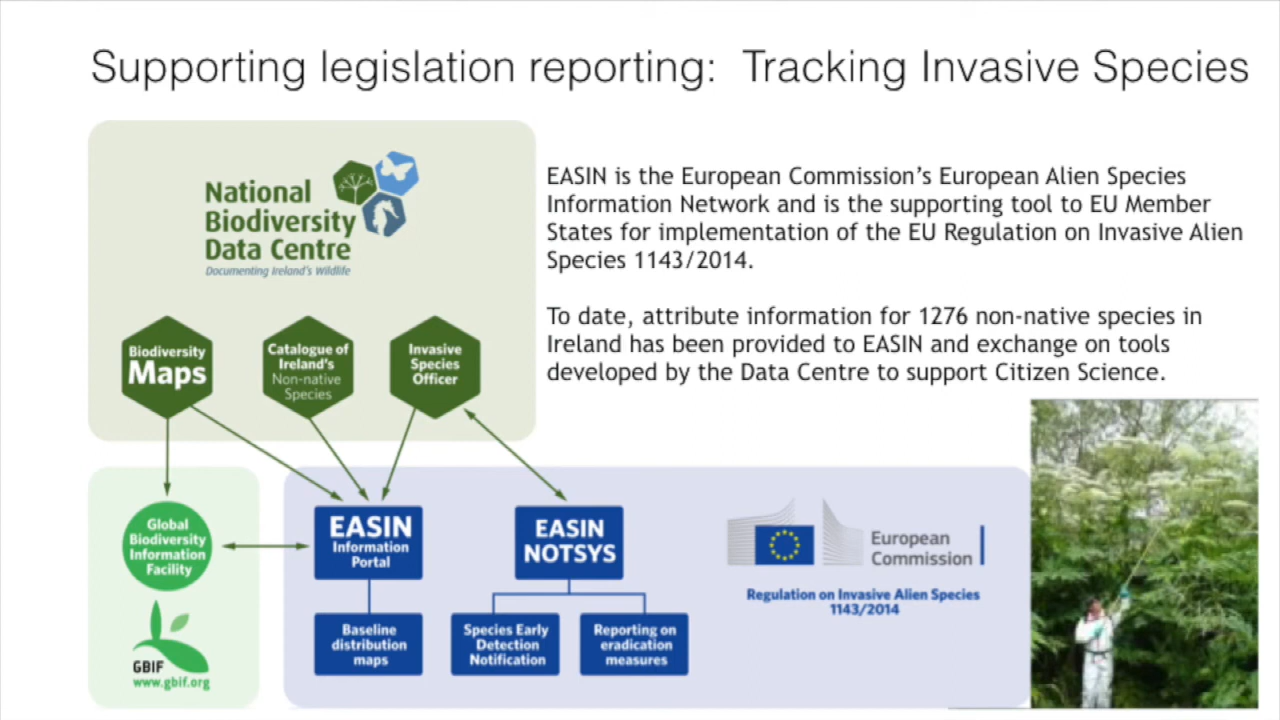 Supporting legislation reporting: Tracking Invasive Species
National
Biodiversity
Data Centre
Documenting Ireland's Wildlife
EASIN is the European Commission's European Alien Species
Information Network and is the supporting tool to EU Member
States for implementation of the EU Regulation on Invasive Alien
Species 1143/2014.
To date, attribute information for 1276 non-native species in
Ireland has been provided to EASIN and exchange on tools
developed by the Data Centre to support Citizen Science.
Biodiversity
Maps
Catalogue of
Ireland's
Non-native
Species
Invasive
Species
Officer
Global
Biodiversity
Information
Facility
GBIF
www.gbif.org
EASIN
Information
Portal
EASIN
NOTSYS
Baseline
distribution
maps
Species Early
Detection
Notification
Reporting on
eradication
measures
European
Commission
Regulation on Invasive Alien Species
1143/2014